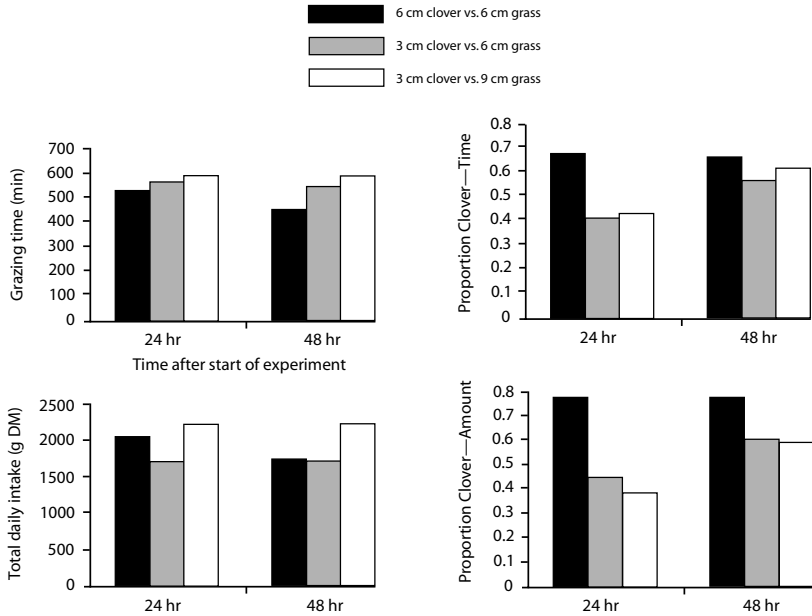 6 cm clover vs. 6 cm grass
3 cm clover vs. 6 cm grass
3 cm clover vs. 9 cm grass
Grazing time (min)
700
600
500
400
300
200
100
0
24 hr
48 hr
Time after start of experiment
Proportion Clover—Time
0.8
0.7
0.6
0.5
0.4
0.3
0.2
0.1
0
24 hr
48 hr
Total daily intake (g DM)
2500
2000
1500
1000
500
0
24 hr
48 hr
Proportion Clover—Amount
0.8
0.7
0.6
0.5
0.4
0.3
0.2
0.1
0
24 hr
48 hr